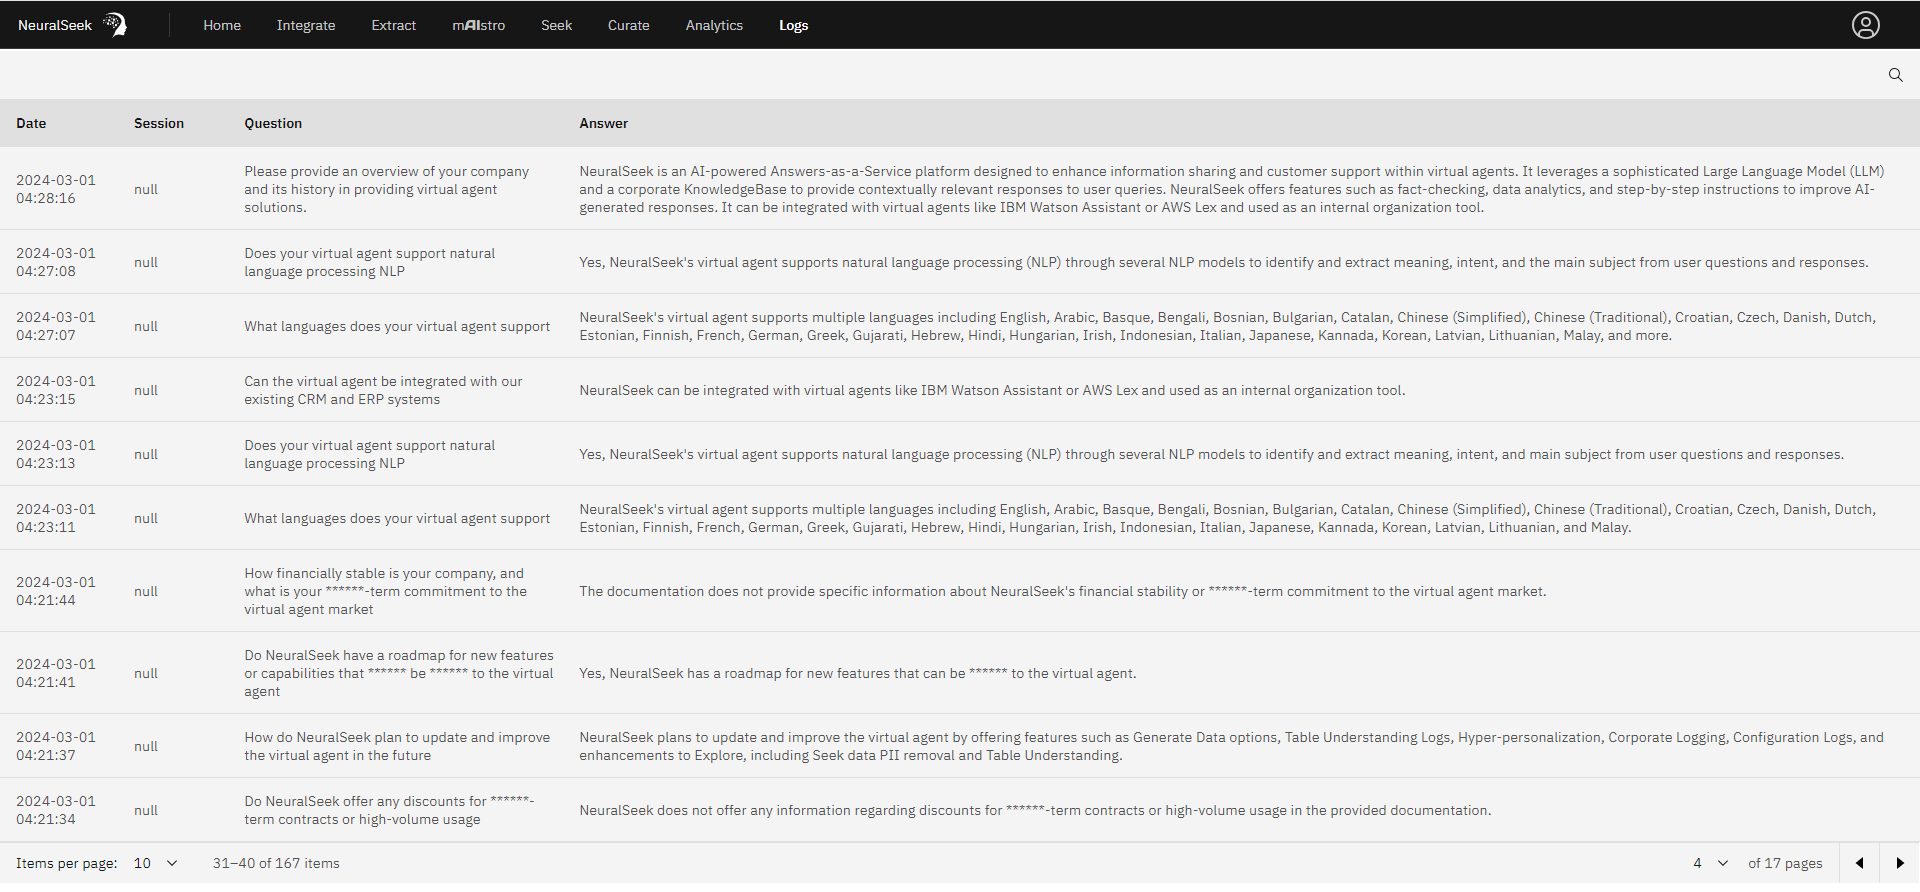 NeuralSeek
Home Integrate Extract mAIstro Seek Curate Analytics Logs
Date Session Question Answer
2024-03-01
04:28:16
null
Please provide an overview of your company
and its history in providing virtual agent
solutions.
NeuralSeek is an AI-powered Answers-as-a-Service platform designed to enhance information sharing and customer support within virtual agents. It leverages a sophisticated Large Language Model (LLM)
and a corporate KnowledgeBase to provide contextually relevant responses to user queries. NeuralSeek offers features such as fact-checking, data analytics, and step-by-step instructions to improve AI-
generated responses. It can be integrated with virtual agents like IBM Watson Assistant or AWS Lex and used as an internal organization tool.
2024-03-01
04:27:08
null
Does your virtual agent support natural
language processing NLP
Yes, NeuralSeek's virtual agent supports natural language processing (NLP) through several NLP models to identify and extract meaning, intent, and the main subject from user questions and responses.
2024-03-01
04:27:07
null
What languages does your virtual agent support
NeuralSeek's virtual agent supports multiple languages including English, Arabic, Basque, Bengali, Bosnian, Bulgarian, Catalan, Chinese (Simplified), Chinese (Traditional), Croatian, Czech, Danish, Dutch,
Estonian, Finnish, French, German, Greek, Gujarati, Hebrew, Hindi, Hungarian, Irish, Indonesian, Italian, Japanese, Kannada, Korean, Latvian, Lithuanian, Malay, and more.
2024-03-01
04:23:15
null
Can the virtual agent be integrated with our
existing CRM and ERP systems
NeuralSeek can be integrated with virtual agents like IBM Watson Assistant or AWS Lex and used as an internal organization tool.
2024-03-01
04:23:13
null
Does your virtual agent support natural
language processing NLP
Yes, NeuralSeek's virtual agent supports natural language processing (NLP) through several NLP models to identify and extract meaning, intent, and main subject from user questions and responses.
2024-03-01
04:23:11
null
What languages does your virtual agent support
NeuralSeek's virtual agent supports multiple languages including English, Arabic, Basque, Bengali, Bosnian, Bulgarian, Catalan, Chinese (Simplified), Chinese (Traditional), Croatian, Czech, Danish, Dutch,
Estonian, Finnish, French, German, Greek, Gujarati, Hebrew, Hindi, Hungarian, Irish, Indonesian, Italian, Japanese, Kannada, Korean, Latvian, Lithuanian, and Malay.
2024-03-01
04:21:44
null
How financially stable is your company, and
what is your ******-term commitment to the
virtual agent market
The documentation does not provide specific information about NeuralSeek's financial stability or ******-term commitment to the virtual agent market.
2024-03-01
04:21:41
null
Do NeuralSeek have a roadmap for new features
or capabilities that ****** be ****** to the virtual
agent
Yes, NeuralSeek has a roadmap for new features that can be ****** to the virtual agent.
2024-03-01
04:21:37
null
How do NeuralSeek plan to update and improve
the virtual agent in the future
NeuralSeek plans to update and improve the virtual agent by offering features such as Generate Data options, Table Understanding Logs, Hyper-personalization, Corporate Logging, Configuration Logs, and
enhancements to Explore, including Seek data PII removal and Table Understanding.
2024-03-01
04:21:34
null
Do NeuralSeek offer any discounts for ******-
term contracts or high-volume usage
NeuralSeek does not offer any information regarding discounts for ******-term contracts or high-volume usage in the provided documentation.
Items per page: 10 31–40 of 167 items 4 of 17 pages